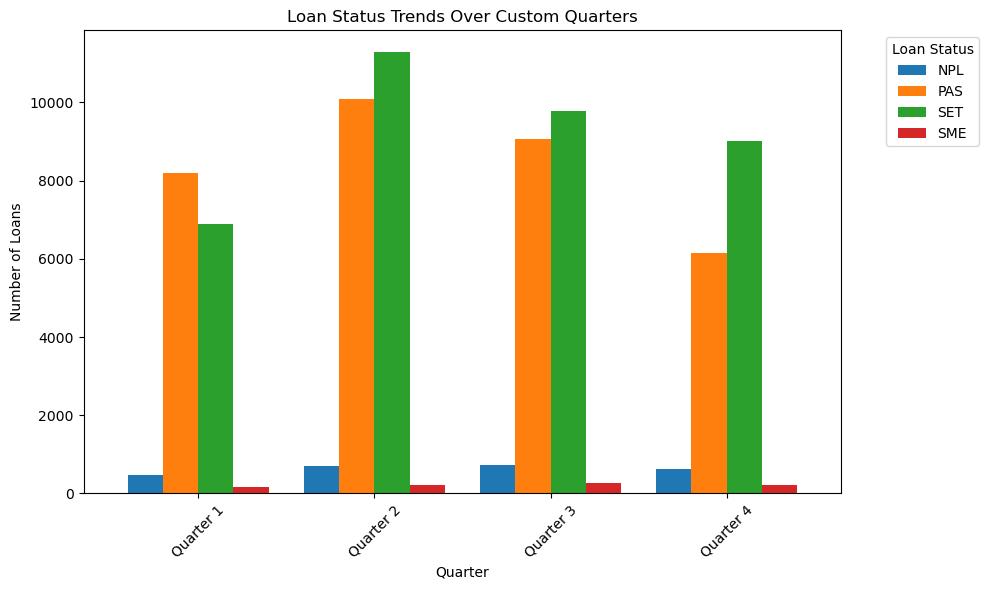 Loan Status Trends Over Custom Quarters
Loan Status
NPL
PAS
SET
SME
Number of Loans
10000
8000
6000
4000
2000
0
Quarter 1
Quarter 2
Quarter 3
Quarter 4
Quarter